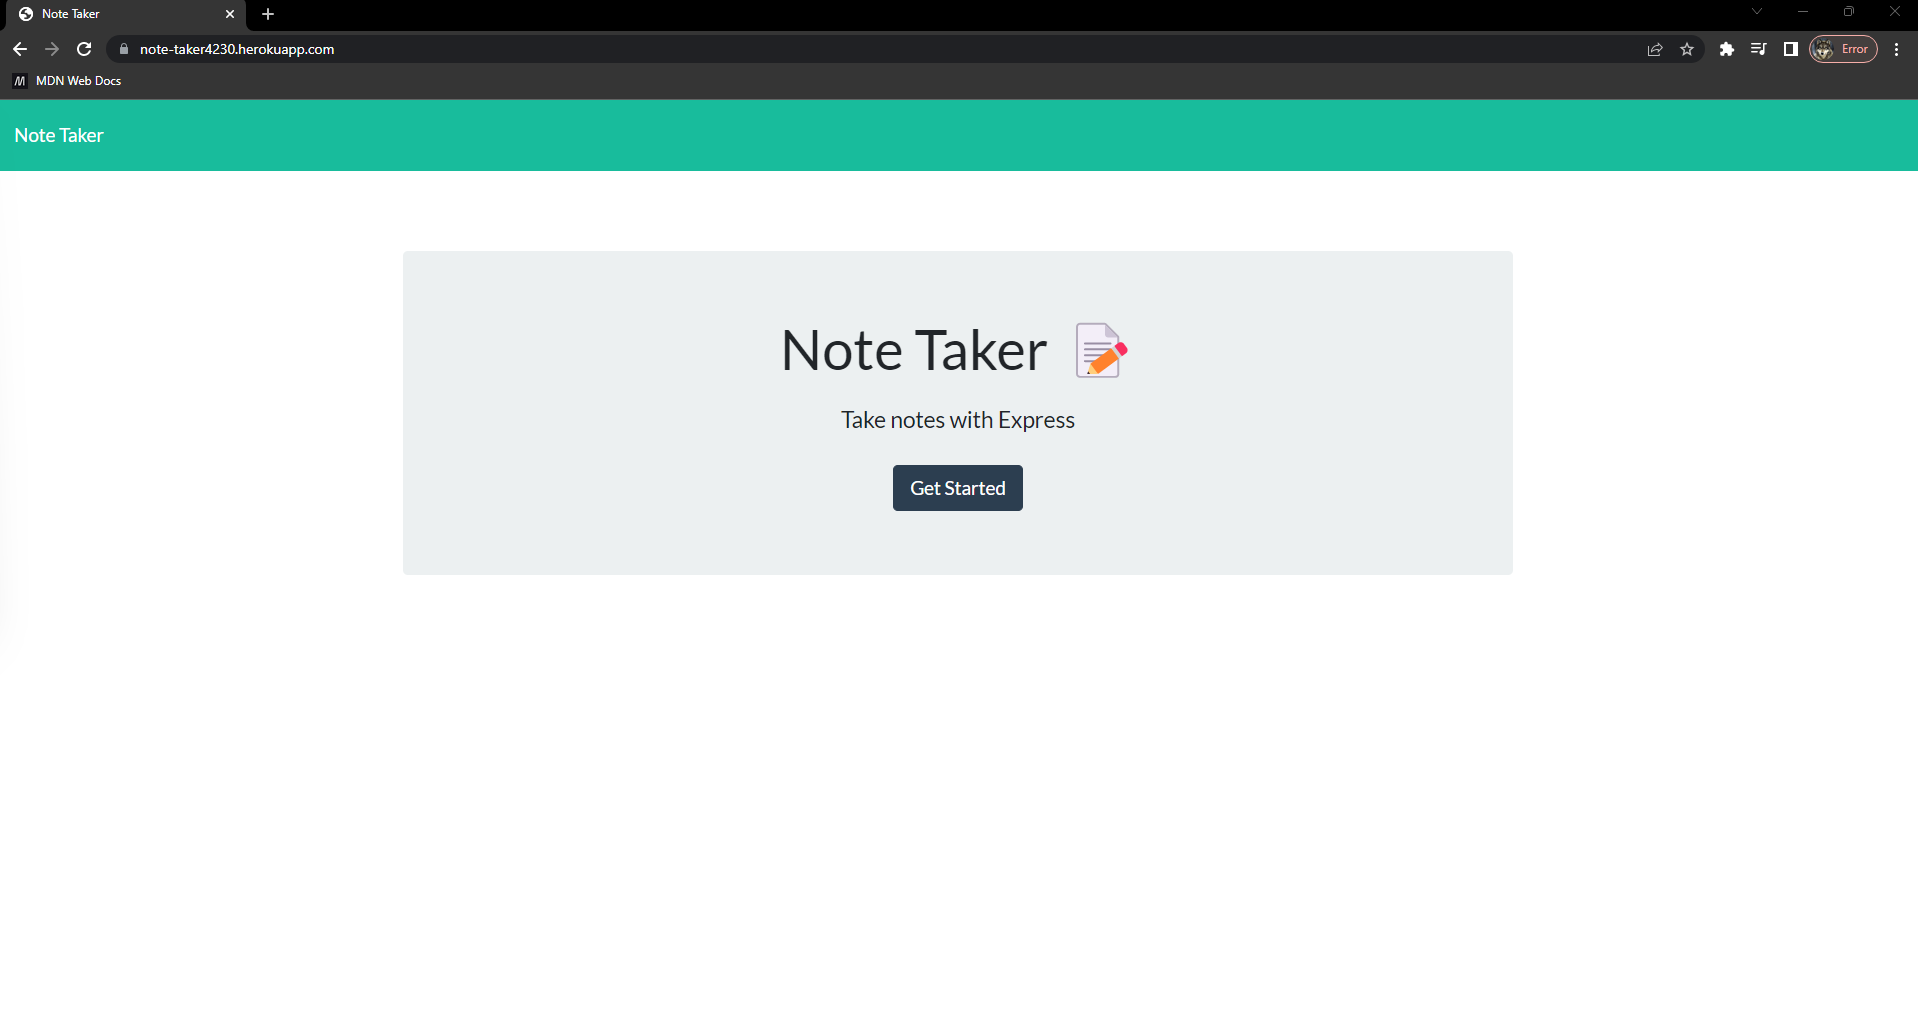 Note Taker
note-taker4230.herokuapp.com
Error
MDN Web Docs
Note Taker
Note Taker
Take notes with Express
Get Started